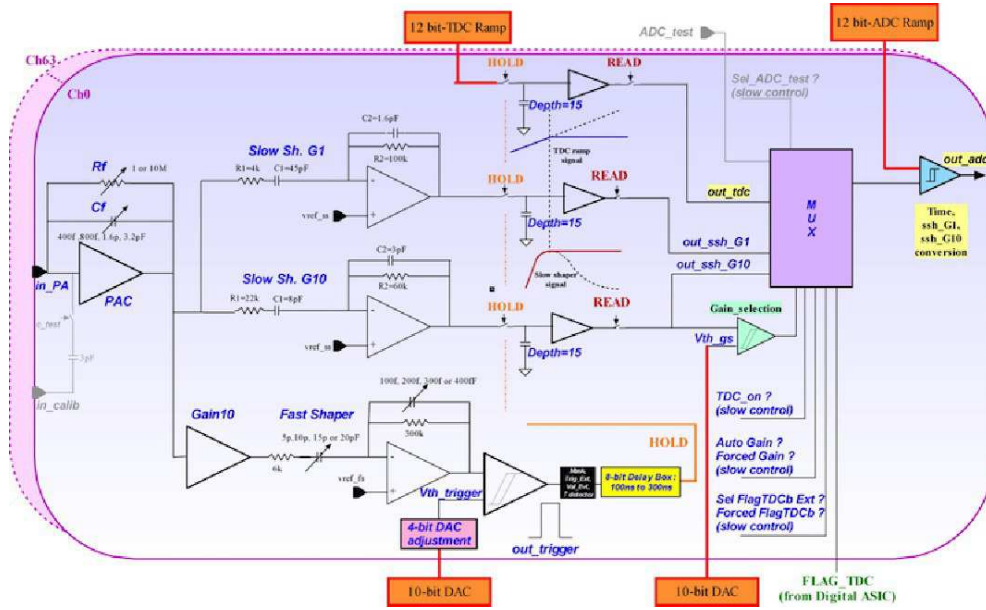 12 bit-TDC Ramp
12 bit-ADC Ramp
ADC_test
Ch63
Ch0
HOLD
READ
Sel_ADC_test ?
(slow control)
Depth=15
C2=1.6pF
out_adc
Rf
1 or 10M
Slow Sh. G1
R2=100k
TDC ramp
signal
R1=4k
C1=45pF
HOLD
READ
out_tdc
M
U
X
Cf
vref_ss
Time,
ssh_G1,
ssh_G10
conversion
400f, 800f, 1.6p, 3.2pF
Depth=15
out_ssh_G1
in_PA
PAC
C2=3pF
out_ssh_G10
Slow Sh. G10
R2=60k
Slow shaper
signal
R1=22k
C1=8pF
HOLD
READ
Gain_selection
Vth_gs
3pF
vref_ss
Depth=15
in_calib
100f, 200f, 300f or 400fF
TDC_on ?
(slow control)
Gain10
Fast Shaper
5p,10p, 15p or 20pF
500k
HOLD
Auto Gain ?
Forced Gain ?
(slow control)
6k
vref_fs
Vth_trigger
8-bit Delay Box :
100ns to 300ns
Sel FlagTDCb Ext ?
Forced FlagTDCb ?
(slow control)
4-bit DAC
adjustment
out_trigger
10-bit DAC
10-bit DAC
FLAG_TDC
(from Digital ASIC)